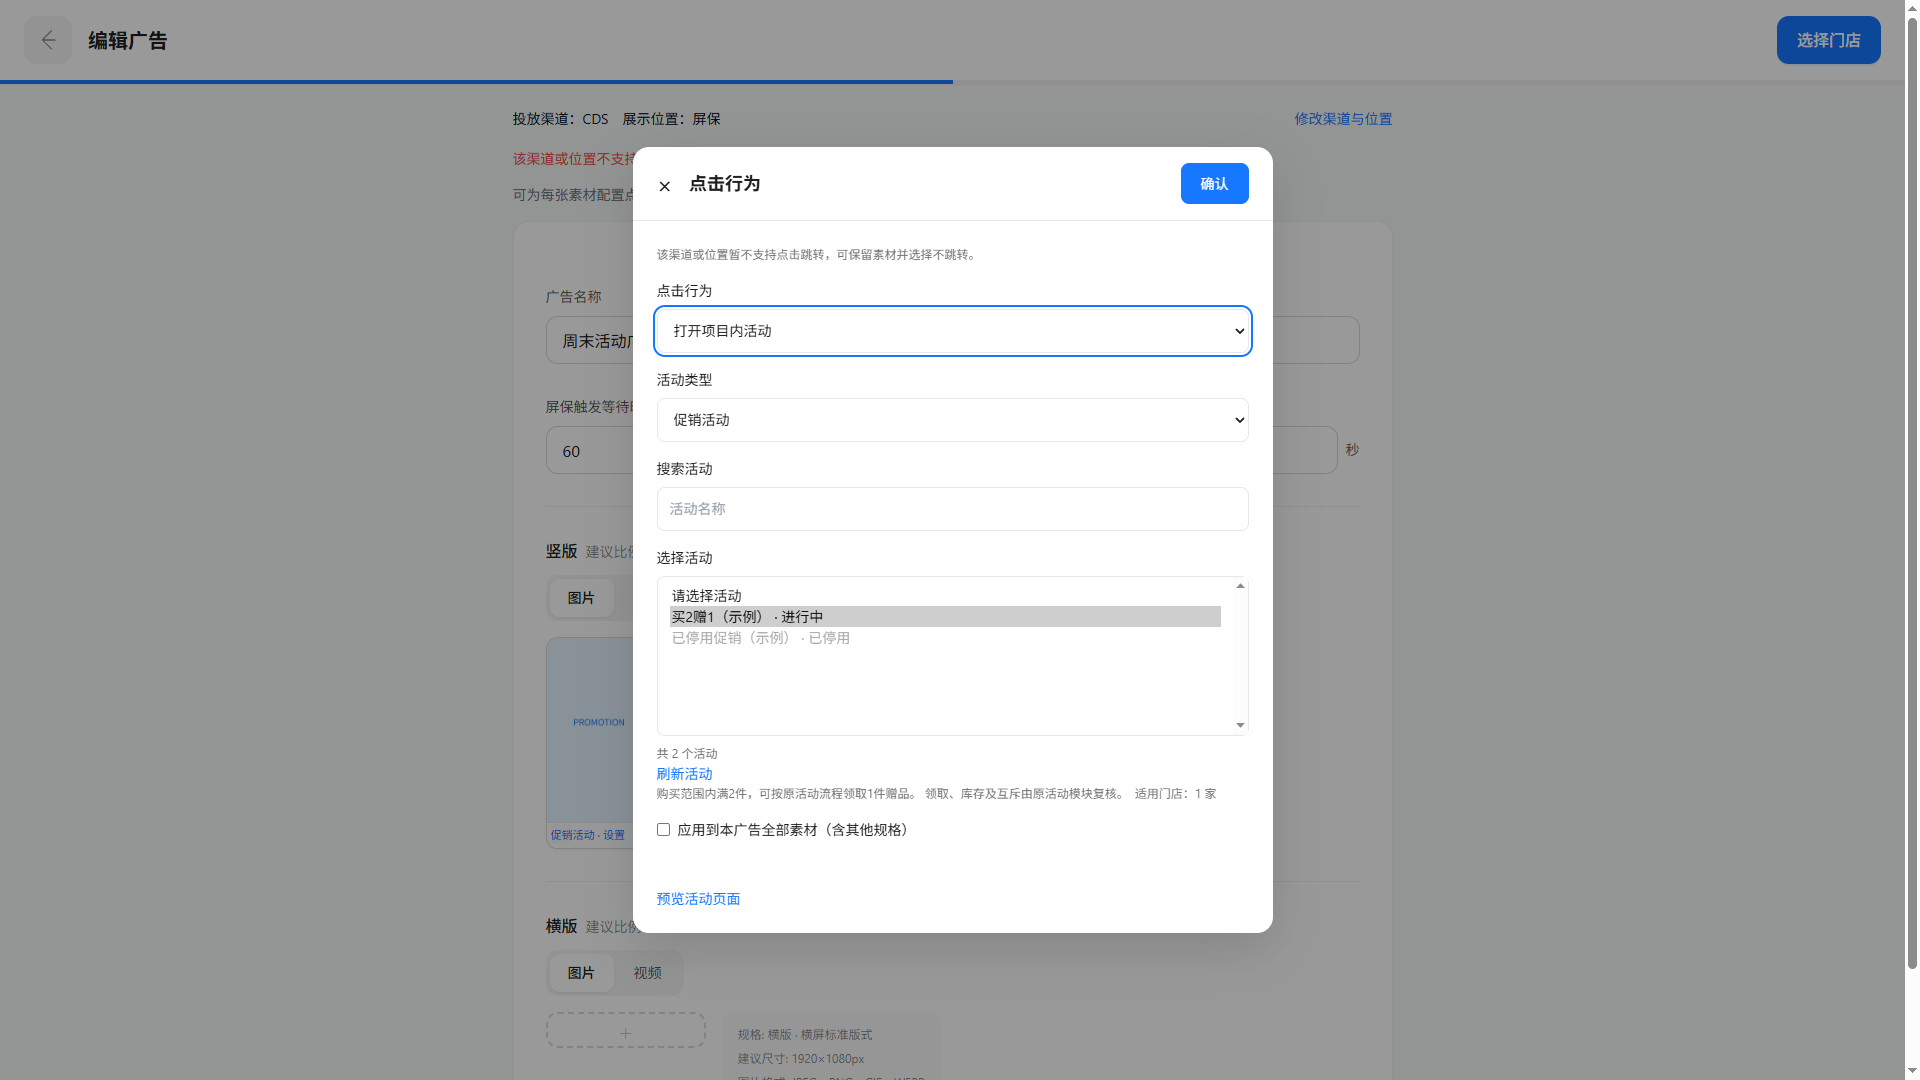 编辑广告
选择门店
投放渠道：CDS 展示位置：屏保
修改渠道与位置
该渠道或位置不支持
可为每张素材配置点
广告名称
周末活动广
屏保触发等待时
60
秒
竖版 建议比例
图片
PROMOTION
促销活动 · 设置
横版 建议比例
图片 视频
+
规格: 横版 · 横屏标准版式
建议尺寸: 1920×1080px
× 点击行为
确认
该渠道或位置暂不支持点击跳转，可保留素材并选择不跳转。
点击行为
打开项目内活动
活动类型
促销活动
搜索活动
活动名称
选择活动
请选择活动
买2赠1（示例） · 进行中
已停用促销（示例） · 已停用
共 2 个活动
刷新活动
购买范围内满2件，可按原活动流程领取1件赠品。 领取、库存及互斥由原活动模块复核。 适用门店：1 家
应用到本广告全部素材（含其他规格）
预览活动页面